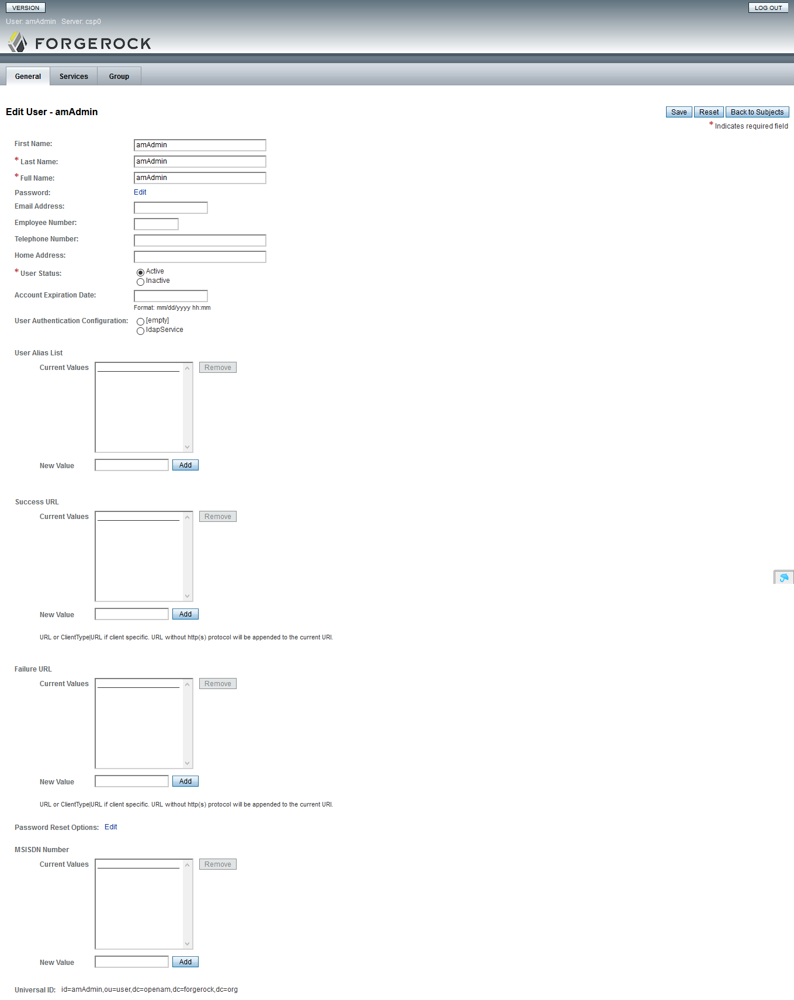 VERSION
LOG OUT
User: amAdmin Server: csp0
FORGEROCK
General Services Group
Edit User - amAdmin
Save Reset Back to Subjects
* Indicates required field
First Name: amAdmin
* Last Name: amAdmin
* Full Name: amAdmin
Password: Edit
Email Address:
Employee Number:
Telephone Number:
Home Address:
* User Status: Active
Inactive
Account Expiration Date:
Format: mm/dd/yyyy hh:mm
User Authentication Configuration: [empty]
ldapService
User Alias List
Current Values Remove
New Value Add
Success URL
Current Values Remove
New Value Add
URL or ClientType|URL if client specific. URL without http(s) protocol will be appended to the current URI.
Failure URL
Current Values Remove
New Value Add
URL or ClientType|URL if client specific. URL without http(s) protocol will be appended to the current URI.
Password Reset Options: Edit
MSISDN Number
Current Values Remove
New Value Add
Universal ID: id=amAdmin,ou=user,dc=openam,dc=forgerock,dc=org